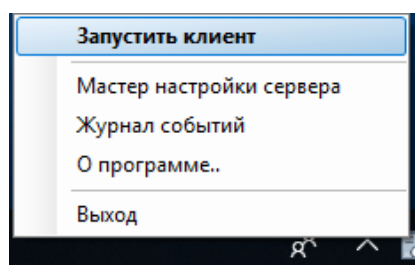 Запустить клиент
Мастер настройки сервера
Журнал событий
О программе..
Выход